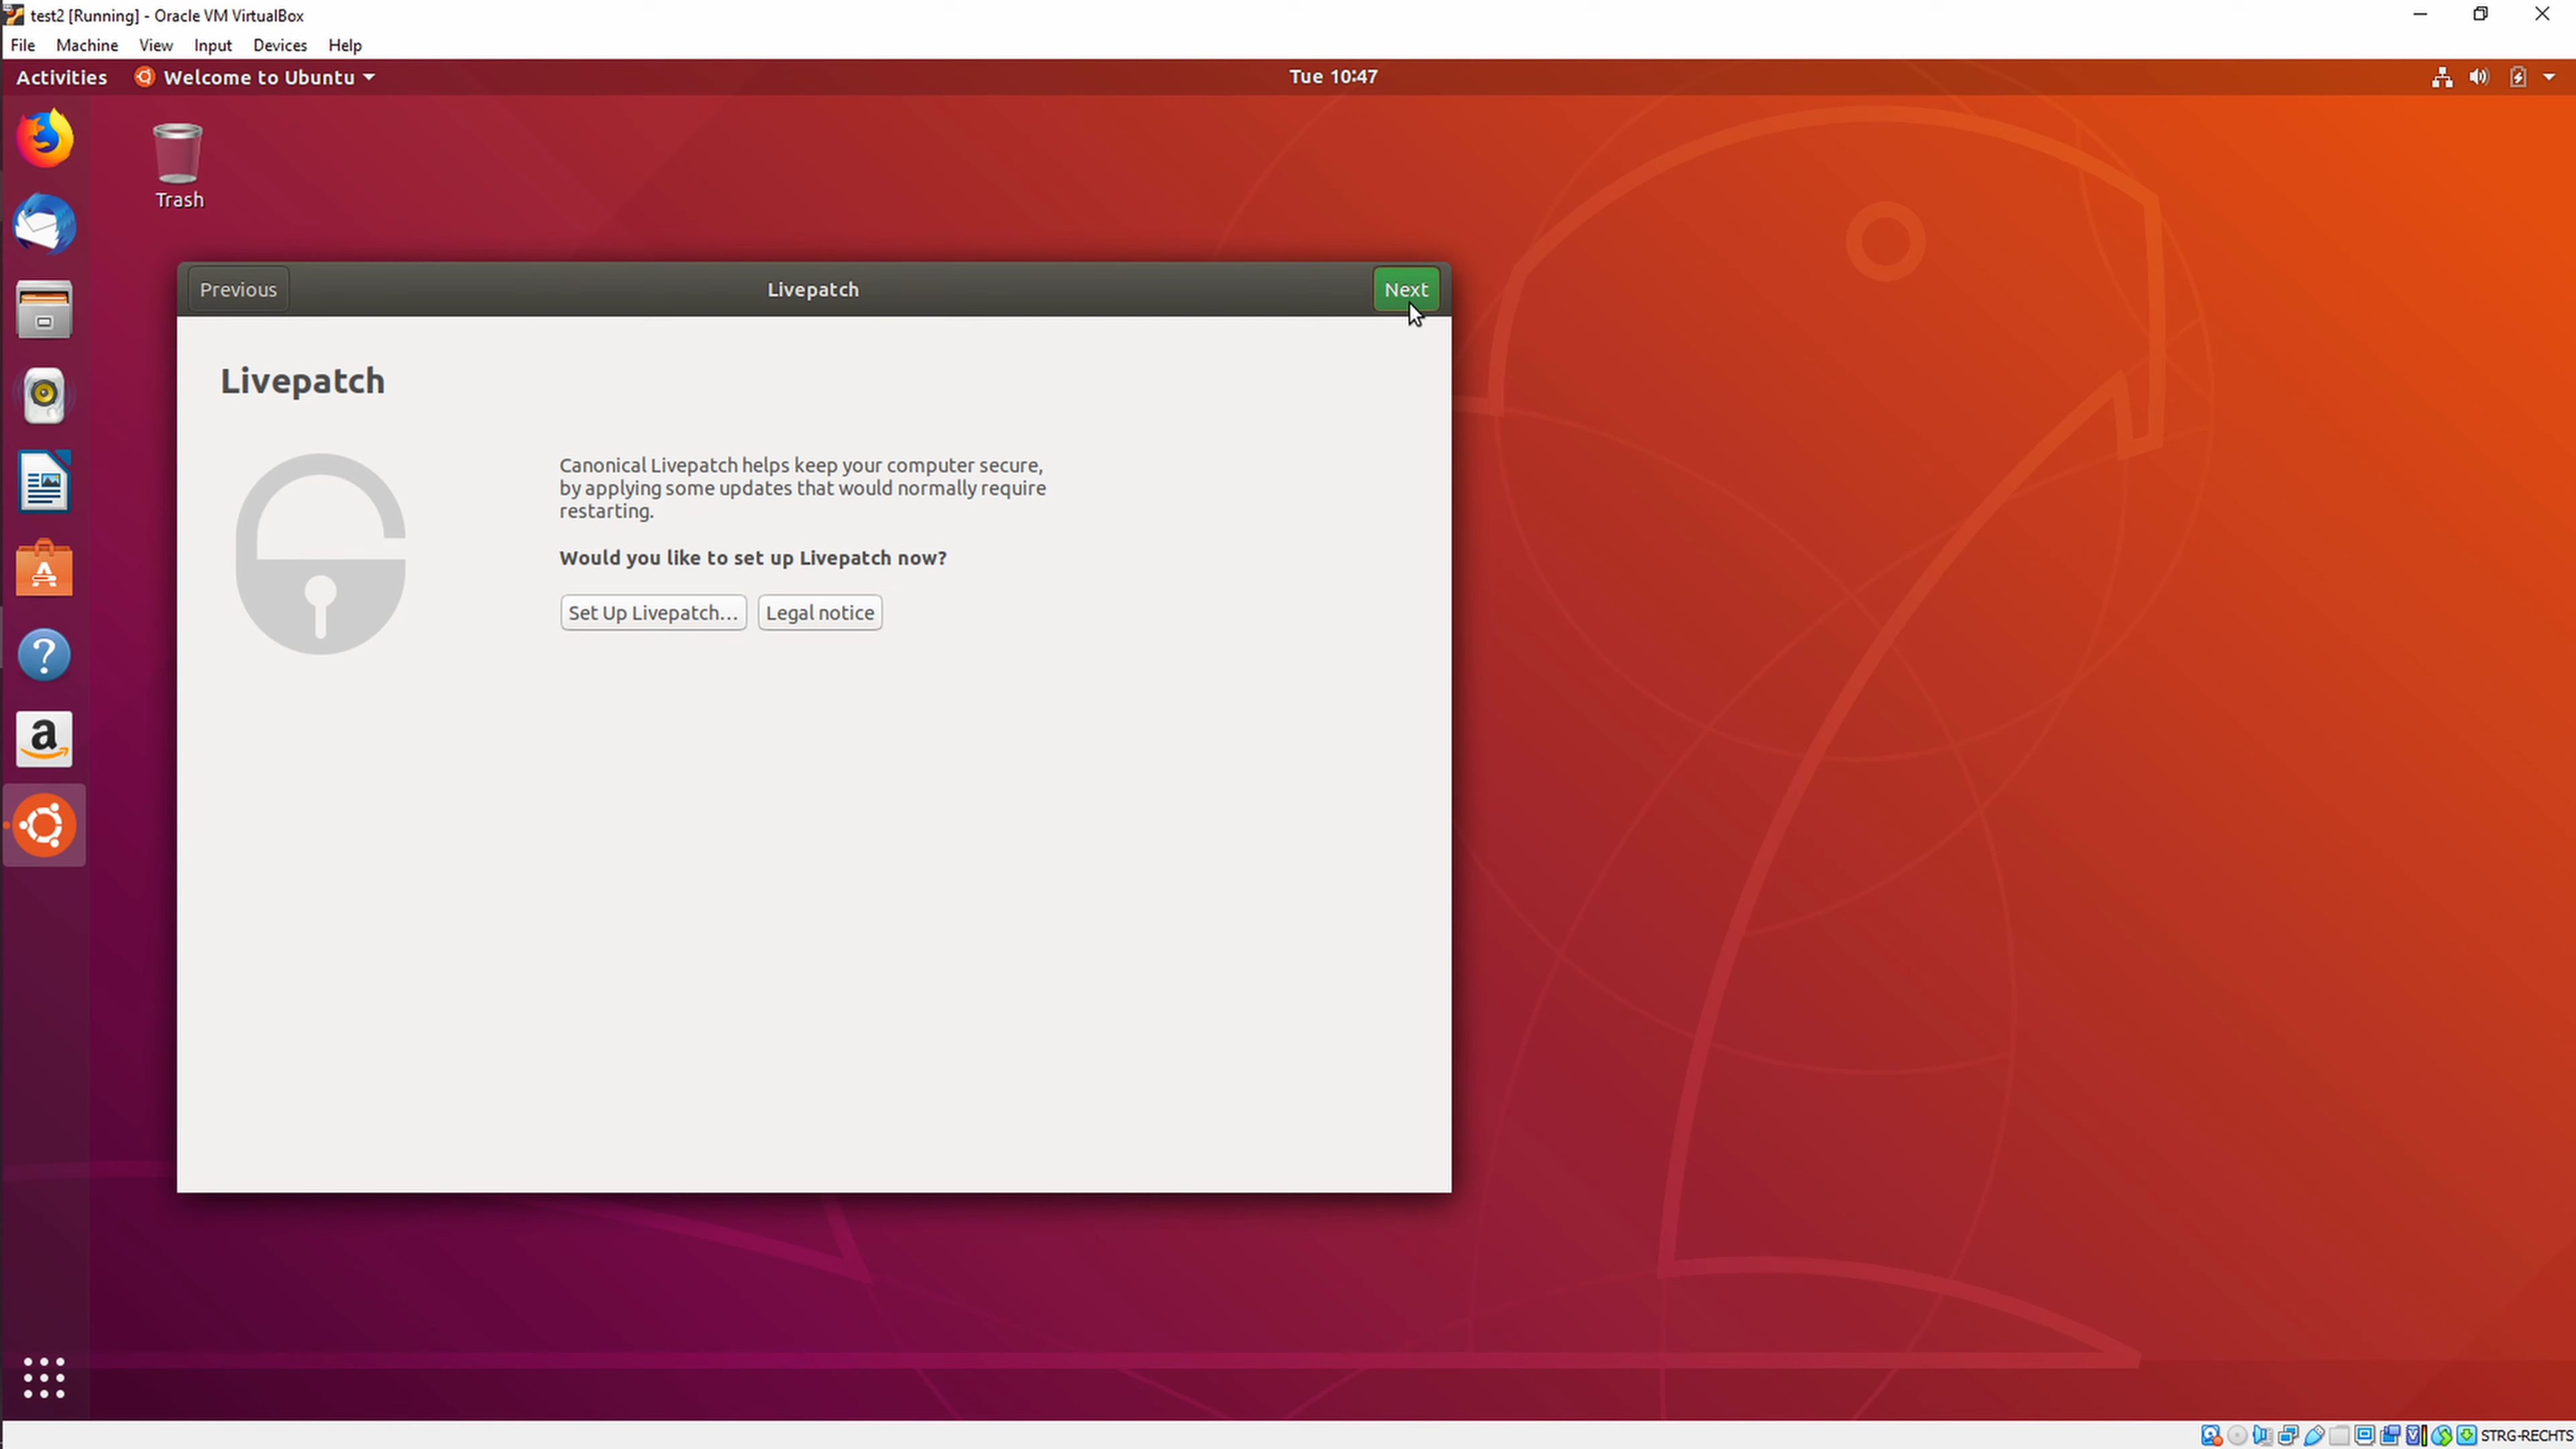 test2 [Running] - Oracle VM VirtualBox
File Machine View Input Devices Help
Activities Welcome to Ubuntu Tue 10:47
Trash
Previous Livepatch Next
Livepatch
Canonical Livepatch helps keep your computer secure,
by applying some updates that would normally require
restarting.
Would you like to set up Livepatch now?
Set Up Livepatch... Legal notice
STRG-RECHTS